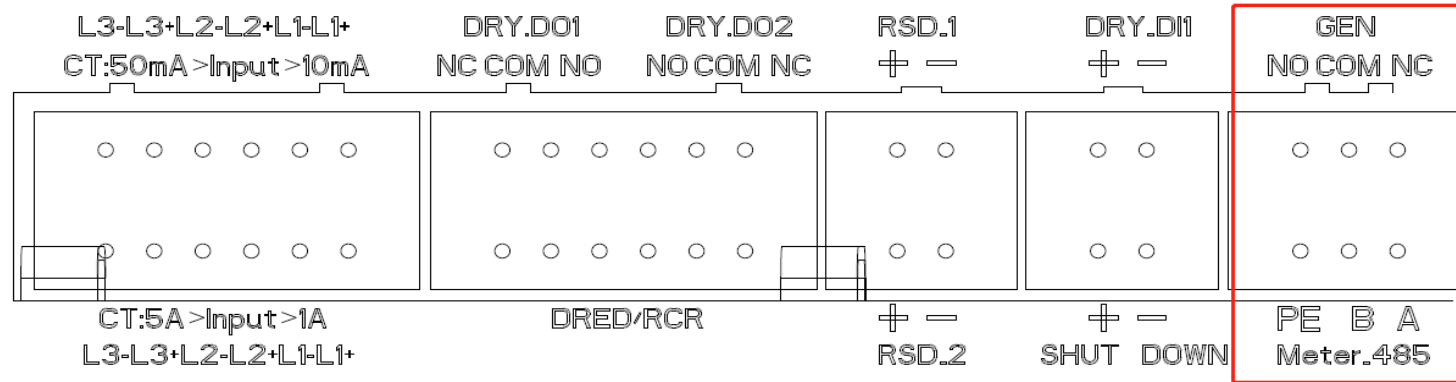 L3-L3+L2-L2+L1-L1+ DRY.DO1 DRY.DO2 RSD.1 DRY.DI1 GEN
CT:50mA>Input>10mA NC COM NO NO COM NC + - + - NO COM NC
CT:5A>Input>1A DRED/RCR + - + - PE B A
L3-L3+L2-L2+L1-L1+ RSD.2 SHUT DOWN Meter.485